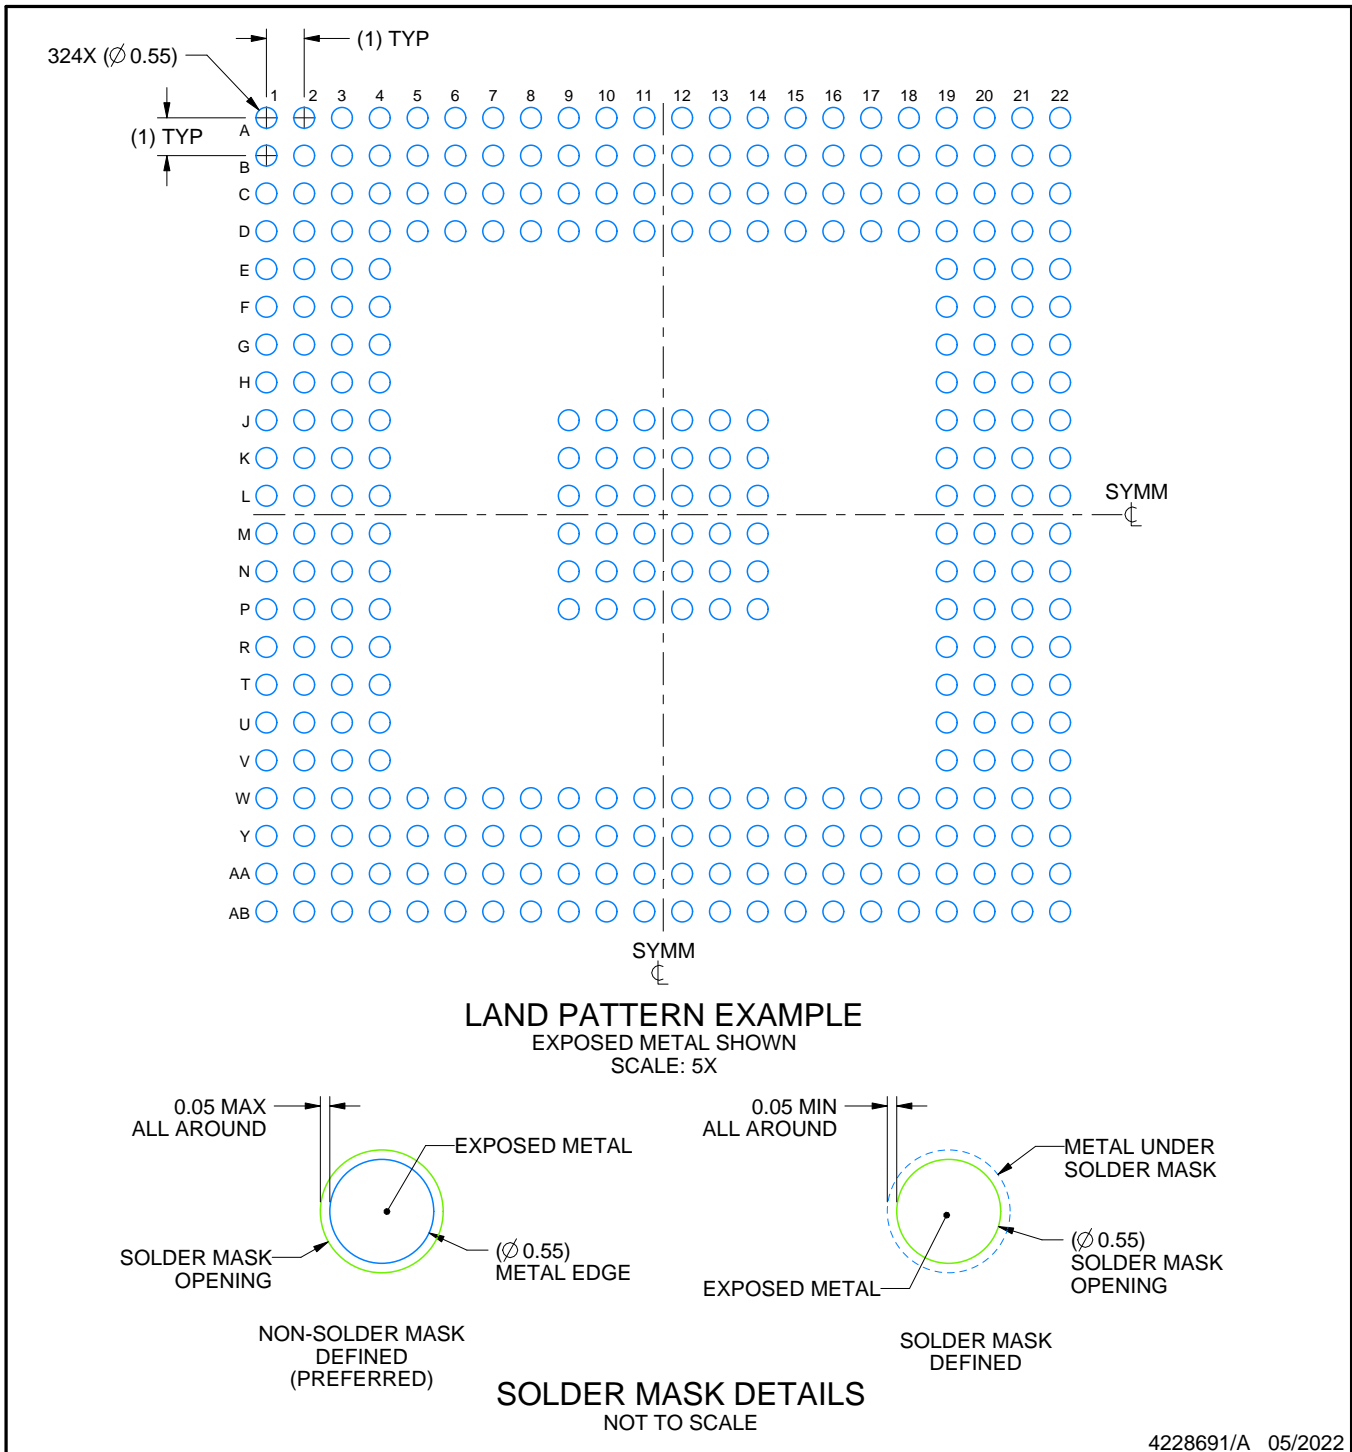 (1) TYP
324X (∅ 0.55)
1 2 3 4 5 6 7 8 9 10 11 12 13 14 15 16 17 18 19 20 21 22
A
(1) TYP
B
C
D
E
F
G
H
J
K
L
SYMM
℄
M
N
P
R
T
U
V
W
Y
AA
AB
SYMM
℄
LAND PATTERN EXAMPLE
EXPOSED METAL SHOWN
SCALE: 5X
0.05 MAX
ALL AROUND
EXPOSED METAL
SOLDER MASK
OPENING
(∅ 0.55)
METAL EDGE
NON-SOLDER MASK
DEFINED
(PREFERRED)
0.05 MIN
ALL AROUND
METAL UNDER
SOLDER MASK
(∅ 0.55)
SOLDER MASK
OPENING
EXPOSED METAL
SOLDER MASK
DEFINED
SOLDER MASK DETAILS
NOT TO SCALE
4228691/A 05/2022